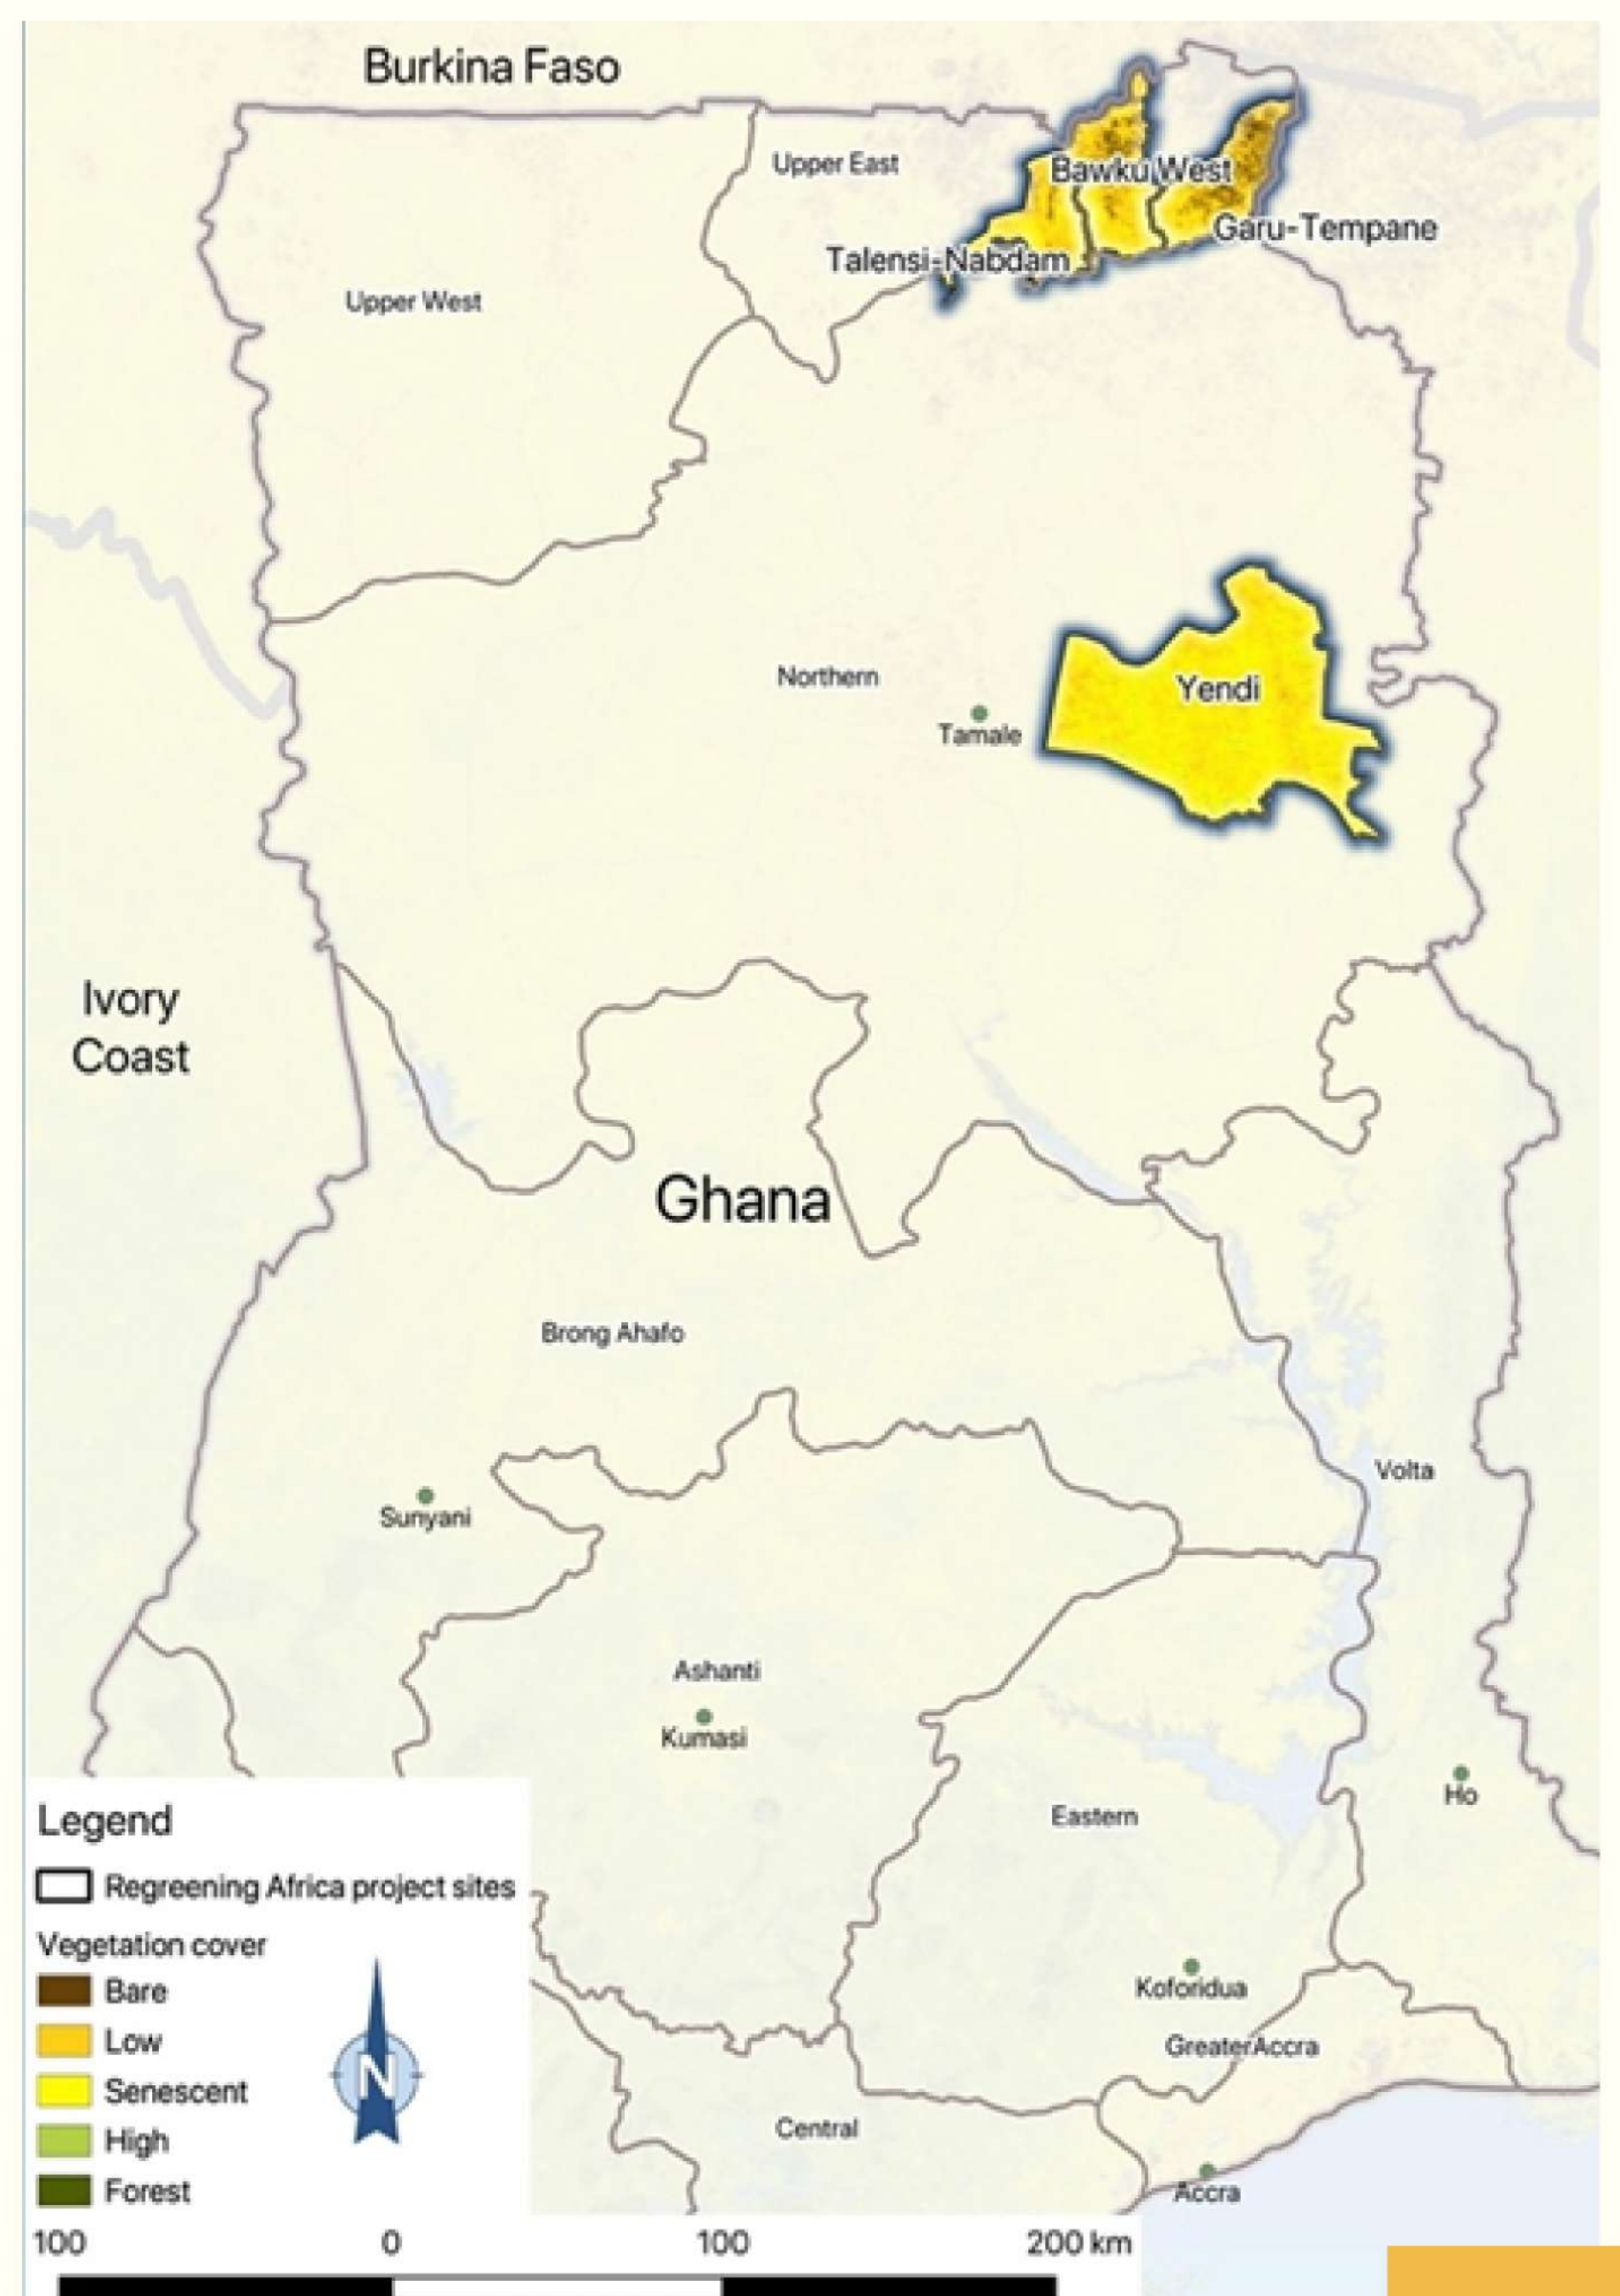 Burkina Faso
Upper East
Bawku West
Garu-Tempane
Talensi-Nabdam
Upper West
Northern
Yendi
Tamale
Ivory
Coast
Ghana
Brong Ahafo
Volta
Sunyani
Ashanti
Kumasi
Ho
Eastern
Koforidua
GreaterAccra
Central
Accra
Legend
Regreening Africa project sites
Vegetation cover
Bare
Low
Senescent
High
Forest
N
100 0 100 200 km